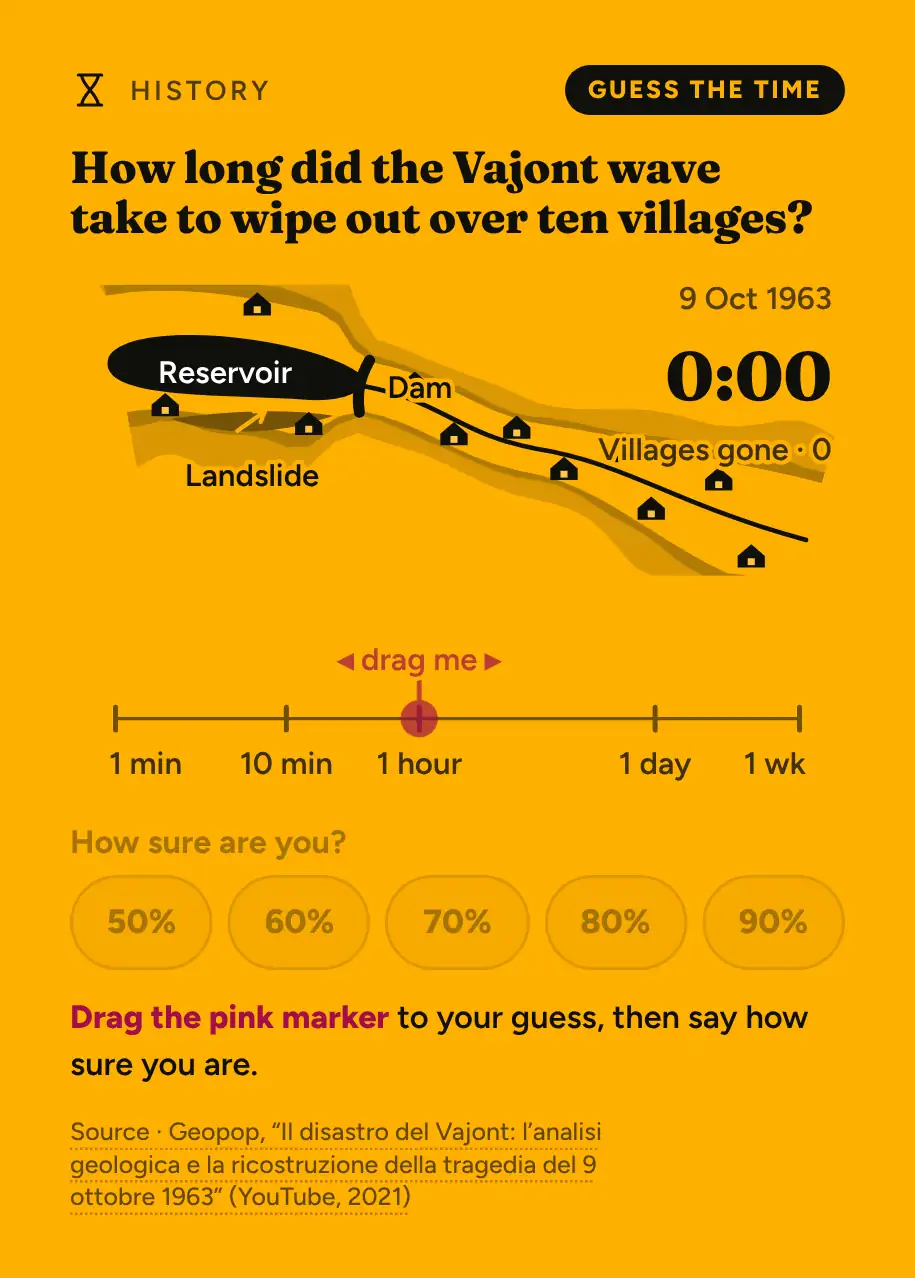 HISTORY
GUESS THE TIME
How long did the Vajont wave
take to wipe out over ten villages?
9 Oct 1963
0:00
Reservoir
Dam
Villages gone · 0
Landslide
◀ drag me ▶
1 min
10 min
1 hour
1 day
1 wk
How sure are you?
50%
60%
70%
80%
90%
Drag the pink marker to your guess, then say how
sure you are.
Source · Geopop, “Il disastro del Vajont: l’analisi
geologica e la ricostruzione della tragedia del 9
ottobre 1963” (YouTube, 2021)